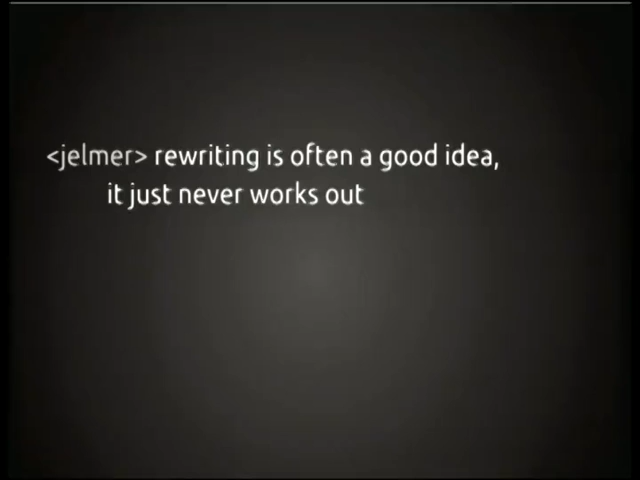 <jelmer> rewriting is often a good idea,
it just never works out